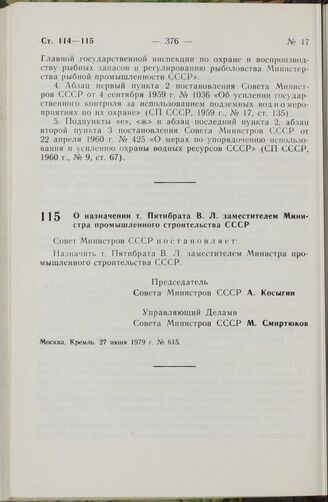 Ст. 114—115 — 376 — № 17
Главной государственной инспекции по охране и воспроизвод-
ству рыбных запасов и регулированию рыболовства Министер-
ства рыбной промышленности СССР».
4. Абзац первый пункта 2 постановления Совета Минист-
ров СССР от 4 сентября 1959 г. № 1036 «Об усилении государ-
ственного контроля за использованием подземных вод и о меро-
приятиях по их охране» (СП СССР, 1959 г., № 17, ст. 135).
5. Подпункты «е», «ж» и абзац последний пункта 2, абзац
второй пункта 3 постановления Совета Министров СССР от
22 апреля 1960 г. № 425 «О мерах по упорядочению использо-
вания и усилению охраны водных ресурсов СССР» (СП СССР,
1960 г., № 9, ст. 67).
115 О назначении т. Пятибрата В. Л. заместителем Мини-
стра промышленного строительства СССР
Совет Министров СССР постановляет:
Назначить т. Пятибрата В. Л. заместителем Министра про-
мышленного строительства СССР.
Председатель
Совета Министров СССР А. Косыгин
Управляющий Делами
Совета Министров СССР М. Смиртюков
Москва, Кремль. 27 июня 1979 г. № 615.